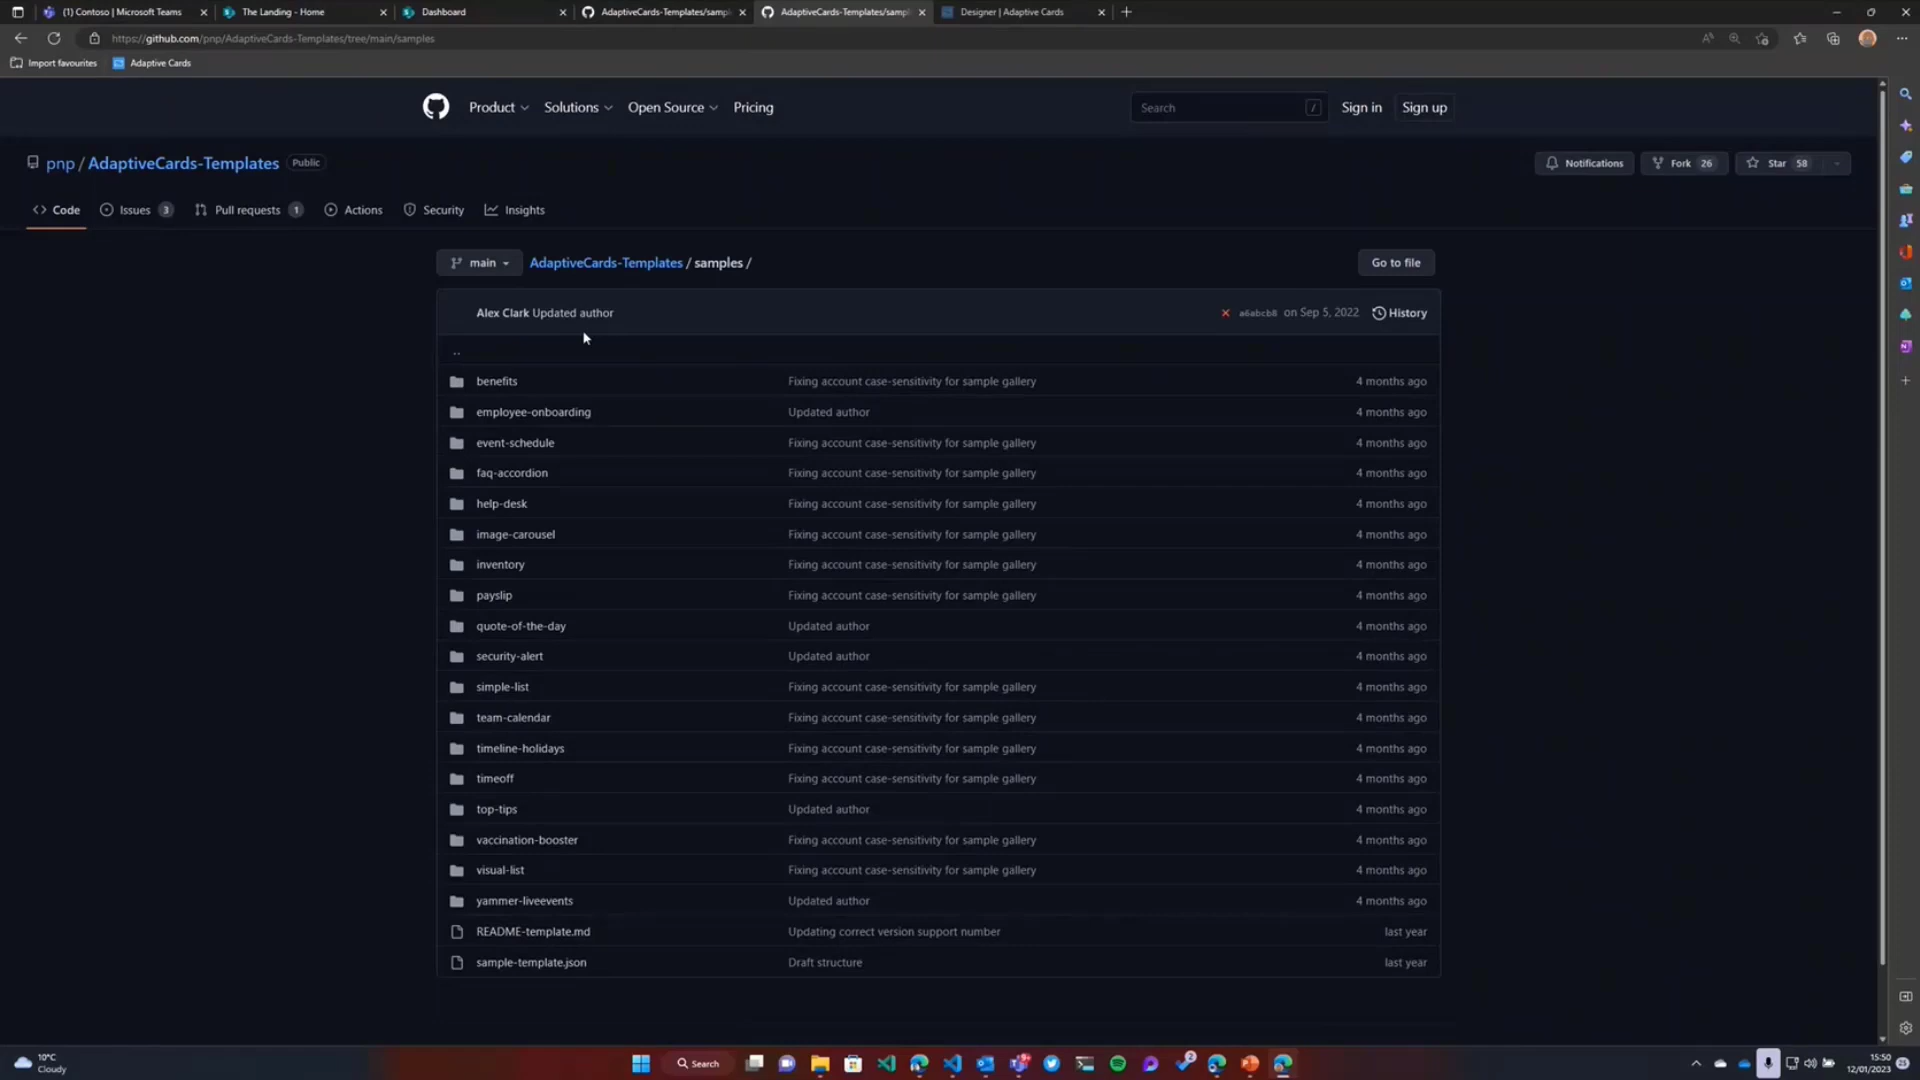 (1) Contoso | Microsoft Teams
The Landing - Home
Dashboard
AdaptiveCards-Templates/sampl
AdaptiveCards-Templates/sampl
Designer | Adaptive Cards
https://github.com/pnp/AdaptiveCards-Templates/tree/main/samples
Import favourites
Adaptive Cards
Product
Solutions
Open Source
Pricing
Search /
Sign in
Sign up
pnp / AdaptiveCards-Templates Public
Notifications
Fork 26
Star 58
Code
Issues 3
Pull requests 1
Actions
Security
Insights
main
AdaptiveCards-Templates / samples /
Go to file
Alex Clark Updated author
a6abcb8 on Sep 5, 2022 History
..
benefits Fixing account case-sensitivity for sample gallery 4 months ago
employee-onboarding Updated author 4 months ago
event-schedule Fixing account case-sensitivity for sample gallery 4 months ago
faq-accordion Fixing account case-sensitivity for sample gallery 4 months ago
help-desk Fixing account case-sensitivity for sample gallery 4 months ago
image-carousel Fixing account case-sensitivity for sample gallery 4 months ago
inventory Fixing account case-sensitivity for sample gallery 4 months ago
payslip Fixing account case-sensitivity for sample gallery 4 months ago
quote-of-the-day Updated author 4 months ago
security-alert Updated author 4 months ago
simple-list Fixing account case-sensitivity for sample gallery 4 months ago
team-calendar Fixing account case-sensitivity for sample gallery 4 months ago
timeline-holidays Fixing account case-sensitivity for sample gallery 4 months ago
timeoff Fixing account case-sensitivity for sample gallery 4 months ago
top-tips Updated author 4 months ago
vaccination-booster Fixing account case-sensitivity for sample gallery 4 months ago
visual-list Fixing account case-sensitivity for sample gallery 4 months ago
yammer-liveevents Updated author 4 months ago
README-template.md Updating correct version support number last year
sample-template.json Draft structure last year
10°C
Cloudy
Search
15:50
12/01/2023